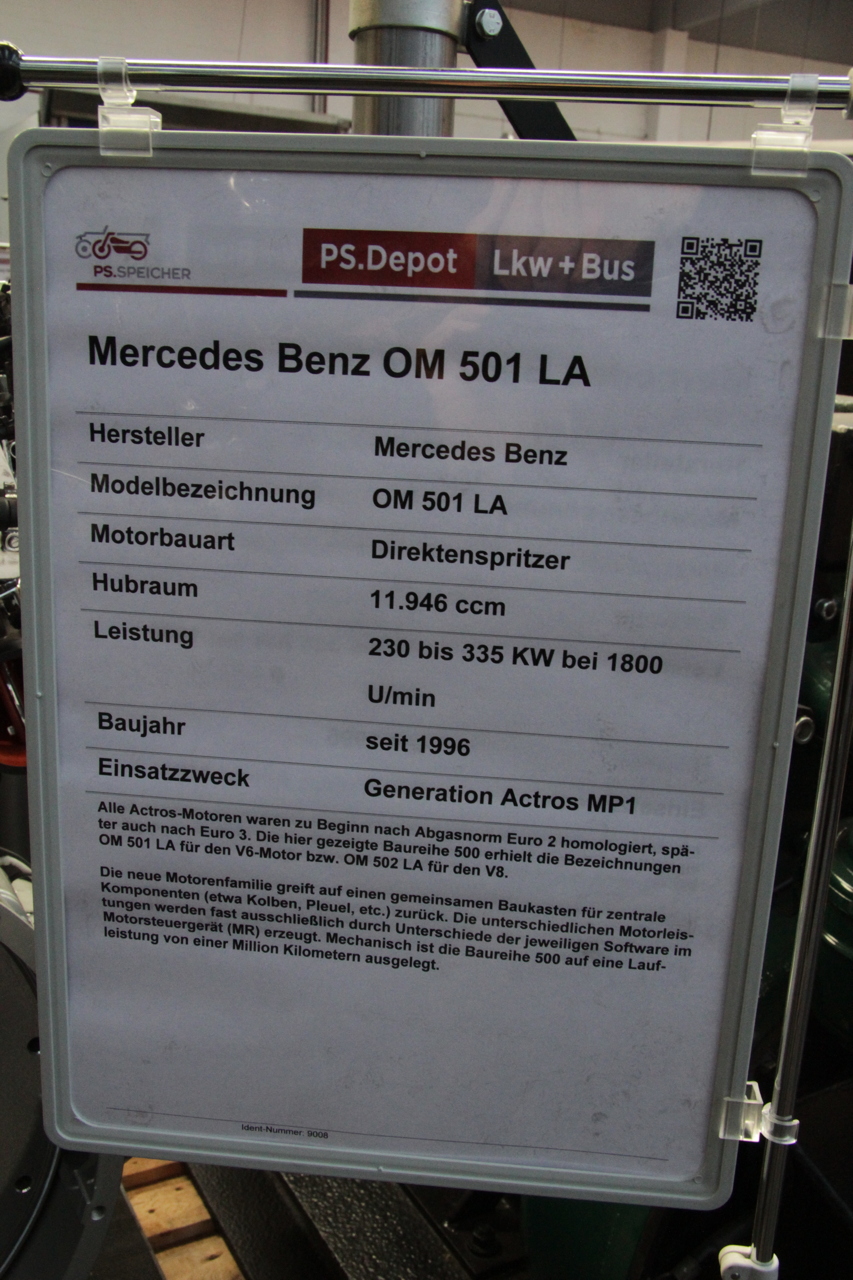 PS.SPEICHER
PS.Depot Lkw + Bus
Mercedes Benz OM 501 LA
Hersteller Mercedes Benz
Modelbezeichnung OM 501 LA
Motorbauart Direktenspritzer
Hubraum 11.946 ccm
Leistung 230 bis 335 KW bei 1800
U/min
Baujahr seit 1996
Einsatzzweck Generation Actros MP1
Alle Actros-Motoren waren zu Beginn nach Abgasnorm Euro 2 homologiert, spä-
ter auch nach Euro 3. Die hier gezeigte Baureihe 500 erhielt die Bezeichnungen
OM 501 LA für den V6-Motor bzw. OM 502 LA für den V8.
Die neue Motorenfamilie greift auf einen gemeinsamen Baukasten für zentrale
Komponenten (etwa Kolben, Pleuel, etc.) zurück. Die unterschiedlichen Motorleis-
tungen werden fast ausschließlich durch Unterschiede der jeweiligen Software im
Motorsteuergerät (MR) erzeugt. Mechanisch ist die Baureihe 500 auf eine Lauf-
leistung von einer Million Kilometern ausgelegt.
Ident-Nummer: 9008